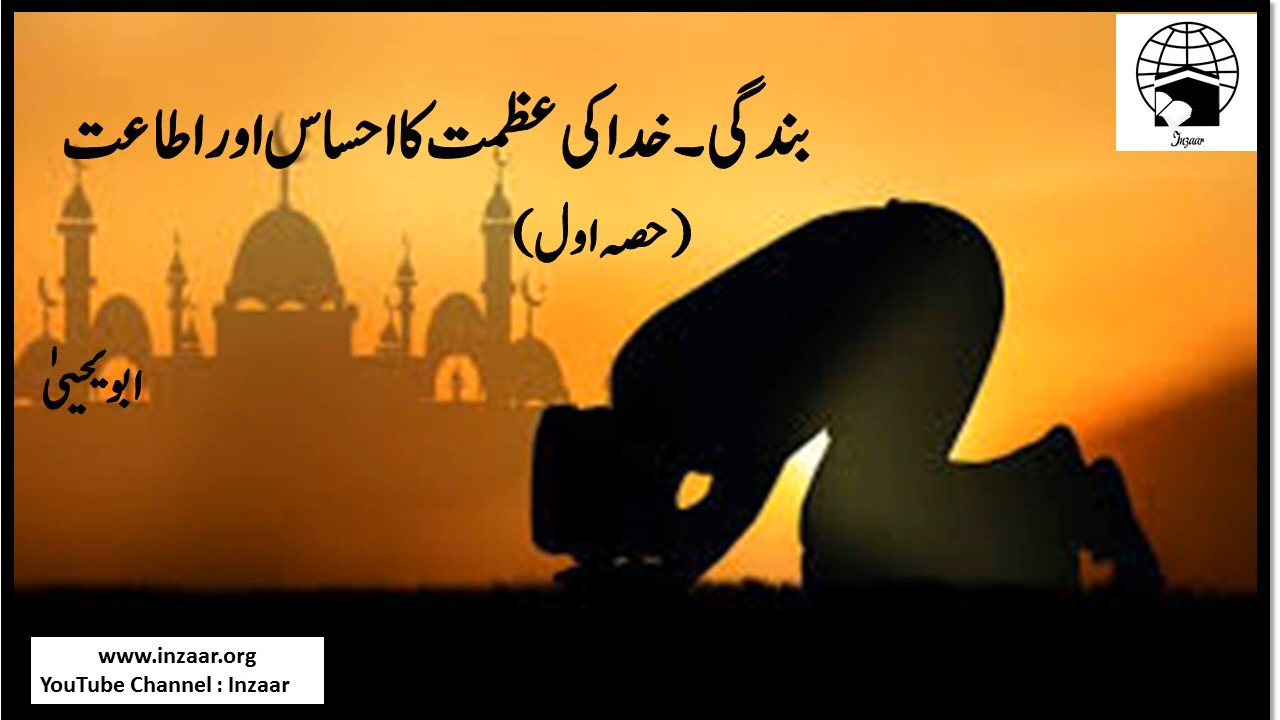 بندگی۔خدا کی عظمت کا احساس اور اطاعت
(حصہ اول)
ابو یحییٰ
Inzaar
www.inzaar.org
YouTube Channel : Inzaar